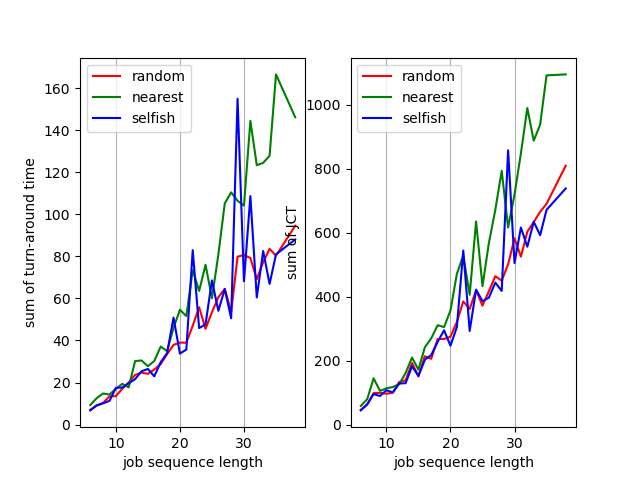 random
nearest
selfish
160
140
120
100
80
60
40
20
0
10
20
30
job sequence length
sum of turn-around time
random
nearest
selfish
1000
800
600
400
200
0
10
20
30
job sequence length
sum of JCT